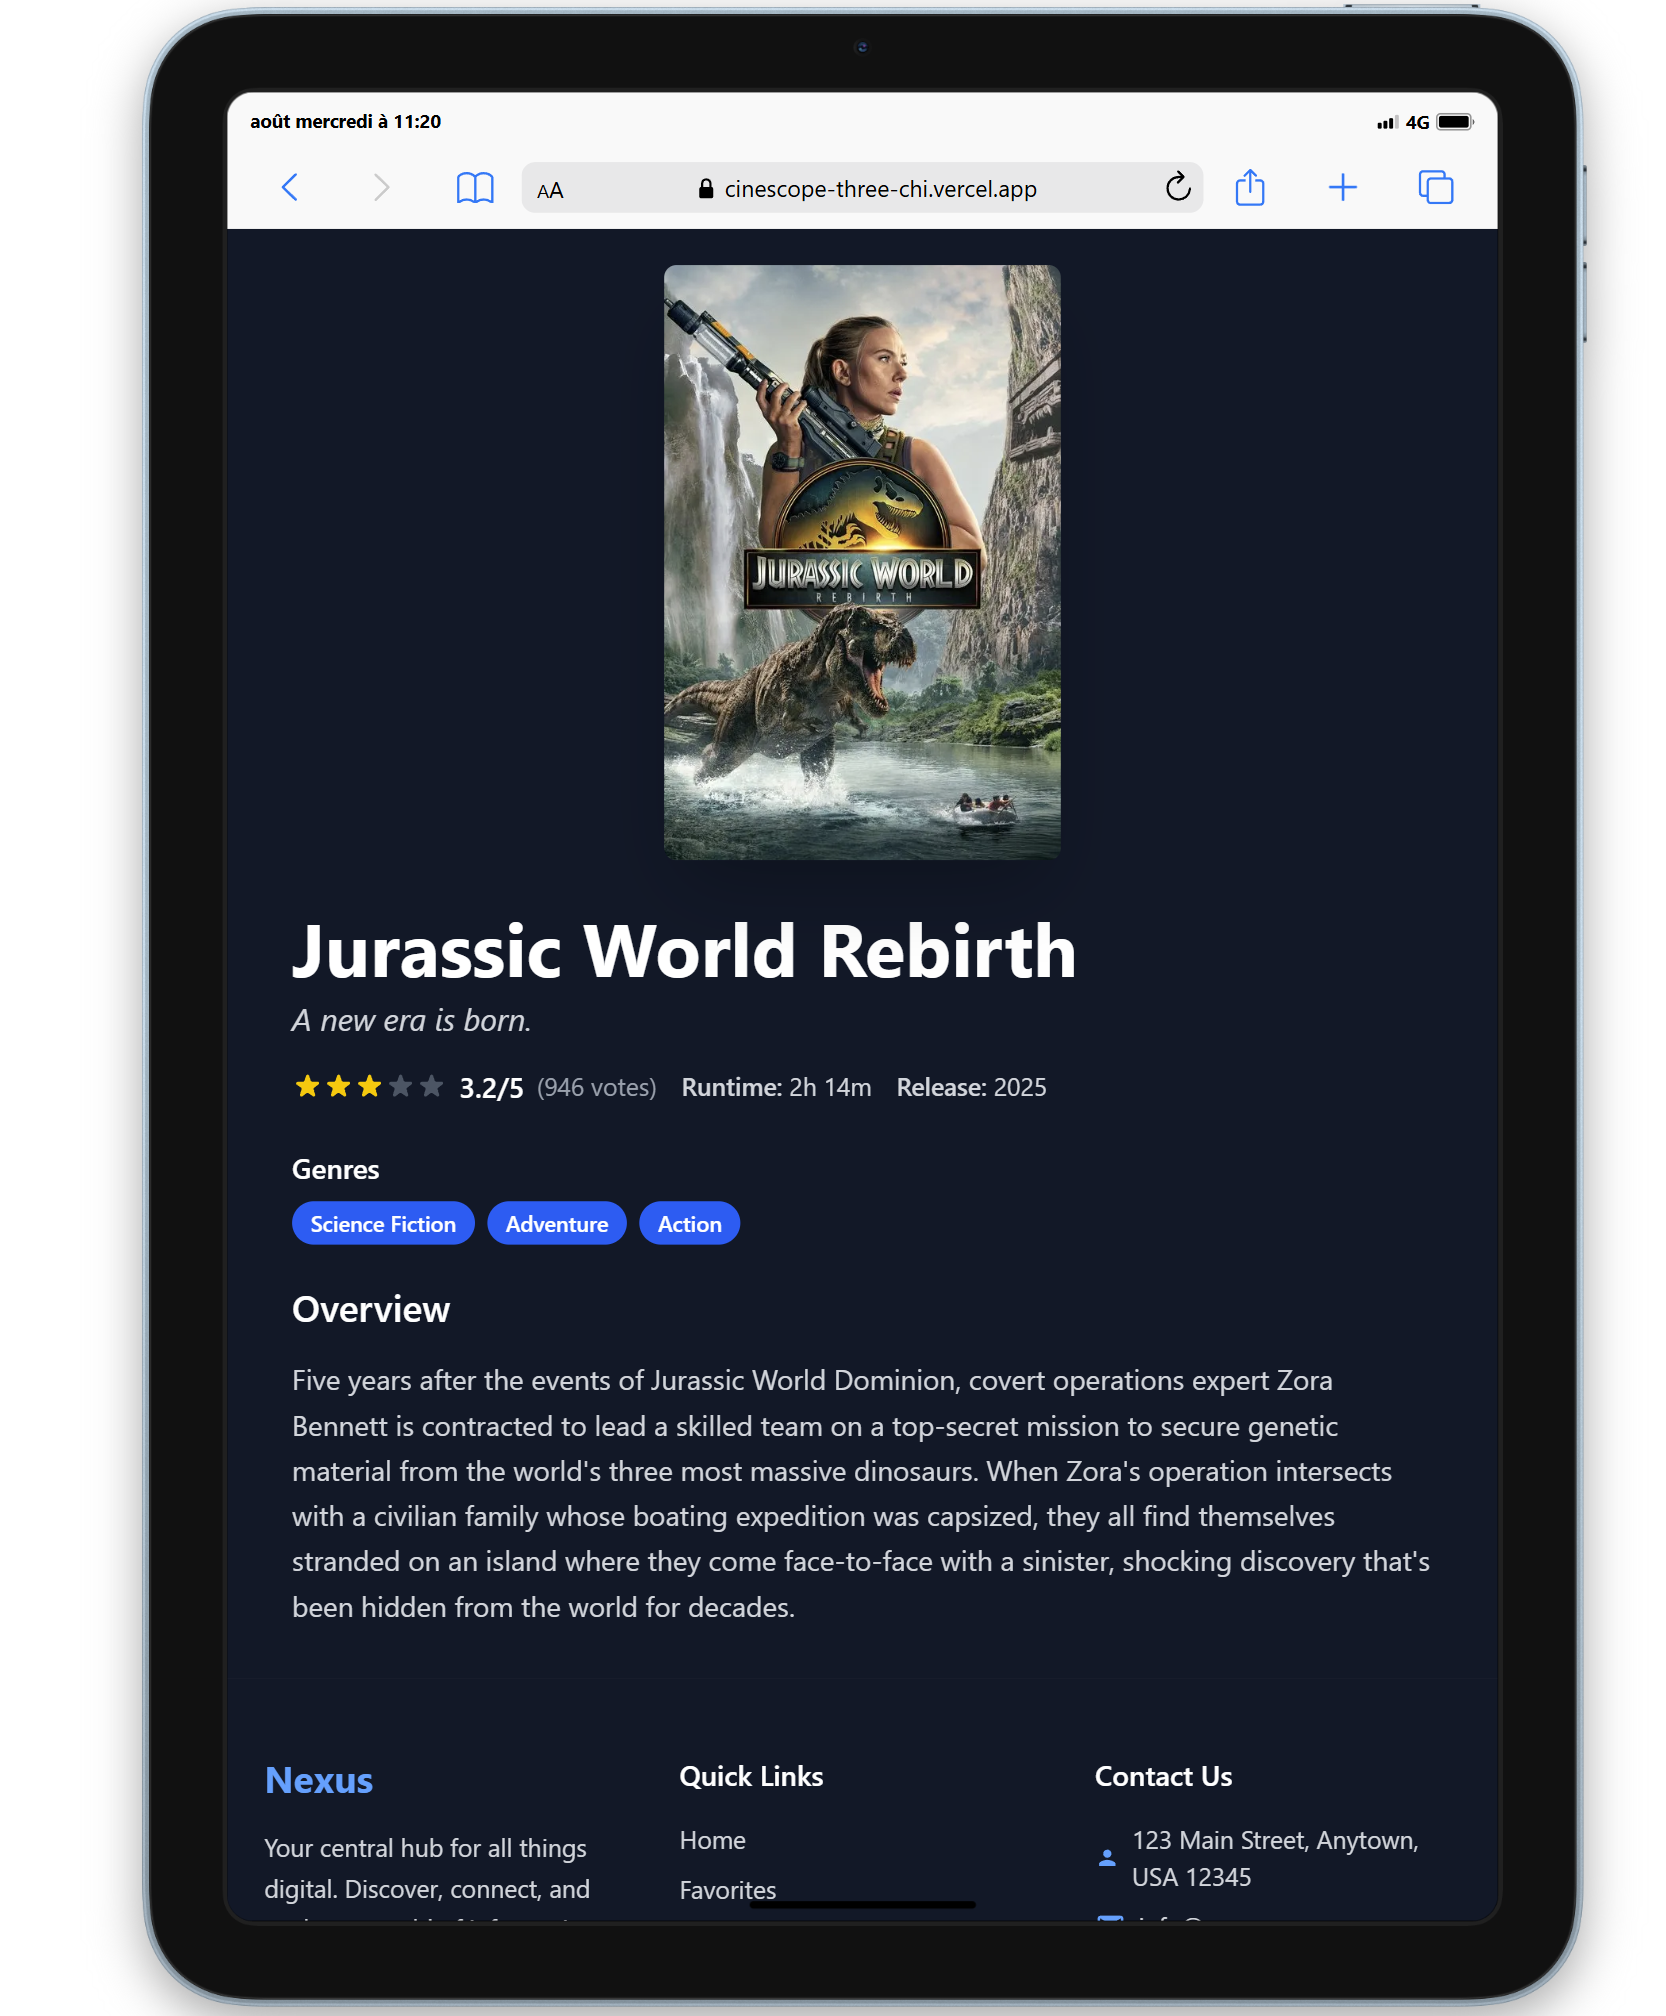 août mercredi à 11:20
4G
AA
cinescope-three-chi.vercel.app
JURASSIC WORLD
REBIRTH
Jurassic World Rebirth
A new era is born.
3.2/5 (946 votes) Runtime: 2h 14m Release: 2025
Genres
Science Fiction Adventure Action
Overview
Five years after the events of Jurassic World Dominion, covert operations expert Zora
Bennett is contracted to lead a skilled team on a top-secret mission to secure genetic
material from the world's three most massive dinosaurs. When Zora's operation intersects
with a civilian family whose boating expedition was capsized, they all find themselves
stranded on an island where they come face-to-face with a sinister, shocking discovery that's
been hidden from the world for decades.
Nexus
Your central hub for all things
digital. Discover, connect, and
Quick Links
Home
Favorites
Contact Us
123 Main Street, Anytown,
USA 12345